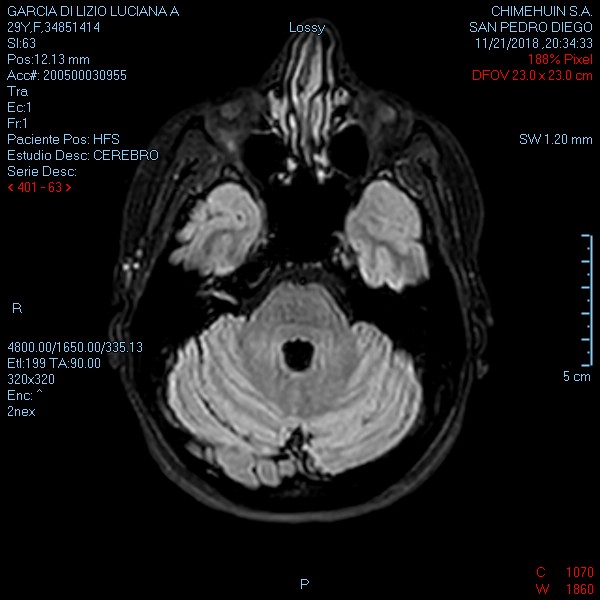 GARCIA DI LIZIO LUCIANA A
29Y,F,34851414
Sl:63
Pos:12.13 mm
Acc#: 200500030955
Tra
Ec:1
Fr:1
Paciente Pos: HFS
Estudio Desc: CEREBRO
Serie Desc:
< 401 - 63 >
Lossy
CHIMEHUIN S.A.
SAN PEDRO DIEGO
11/21/2018 ,20:34:33
188% Pixel
DFOV 23.0 x 23.0 cm
SW 1.20 mm
R
4800.00/1650.00/335.13
Etl:199 TA:90.00
320x320
Enc: ^
2nex
5 cm
P
C 1070
W 1860